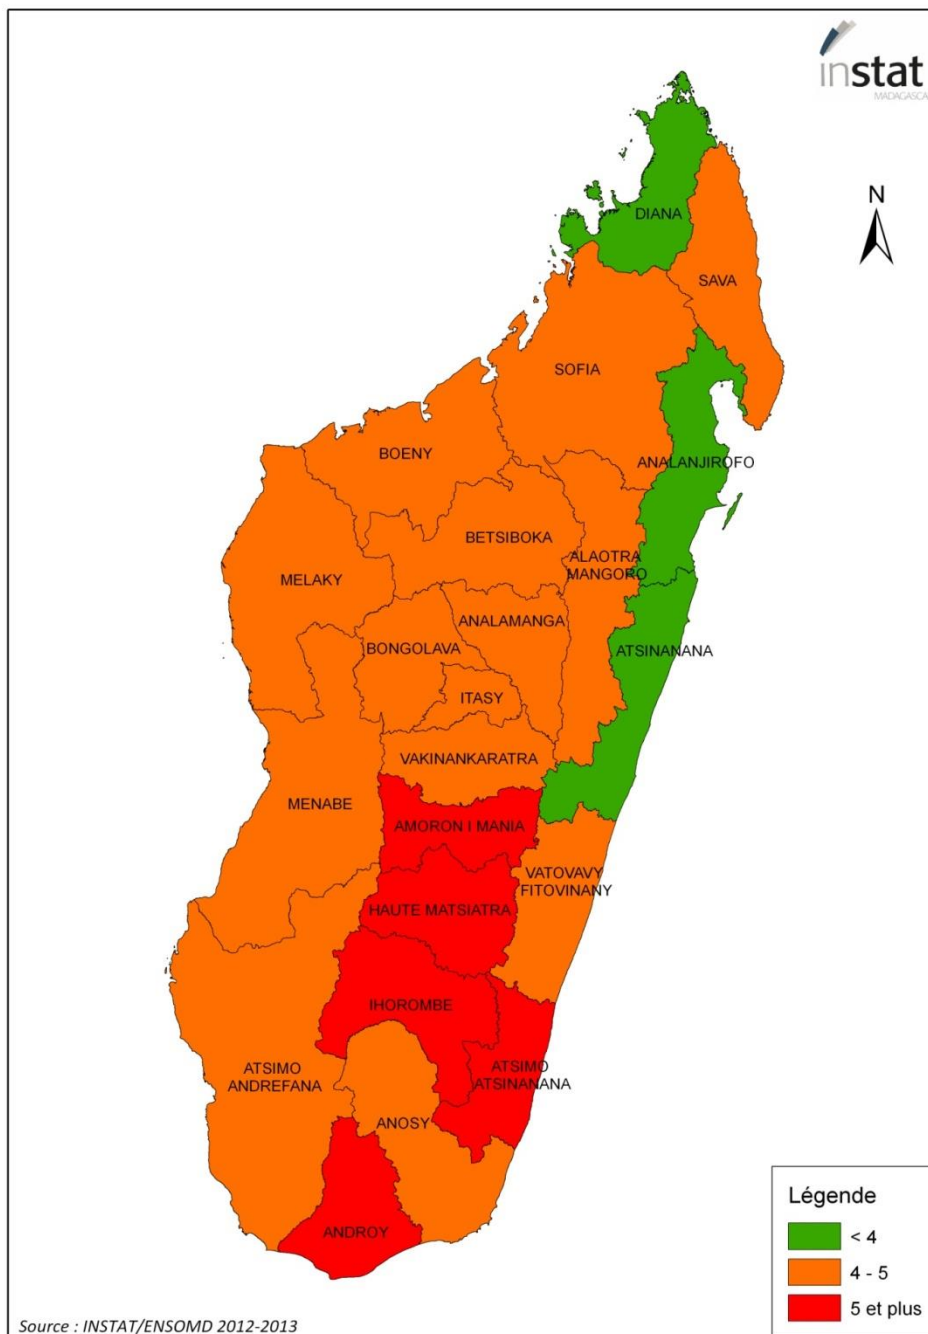 instat
MADAGASCA
N
DIANA
SAVA
SOFIA
BOENY
ANALANJIROFO
BETSIBOKA
ALAOTRA
MANGORO
MELAKY
ANALAMANGA
BONGOLAVA
ATSINANANA
ITASY
VAKINANKARATRA
MENABE
AMORON I MANIA
VATOVAVY
FITOVINANY
HAUTE MATSIATRA
IHOROMBE
ATSIMO
ANDREFANA
ATSIMO
ATSINANANA
ANOSY
ANDROY
Légende
< 4
4 - 5
5 et plus
Source : INSTAT/ENSOMD 2012-2013